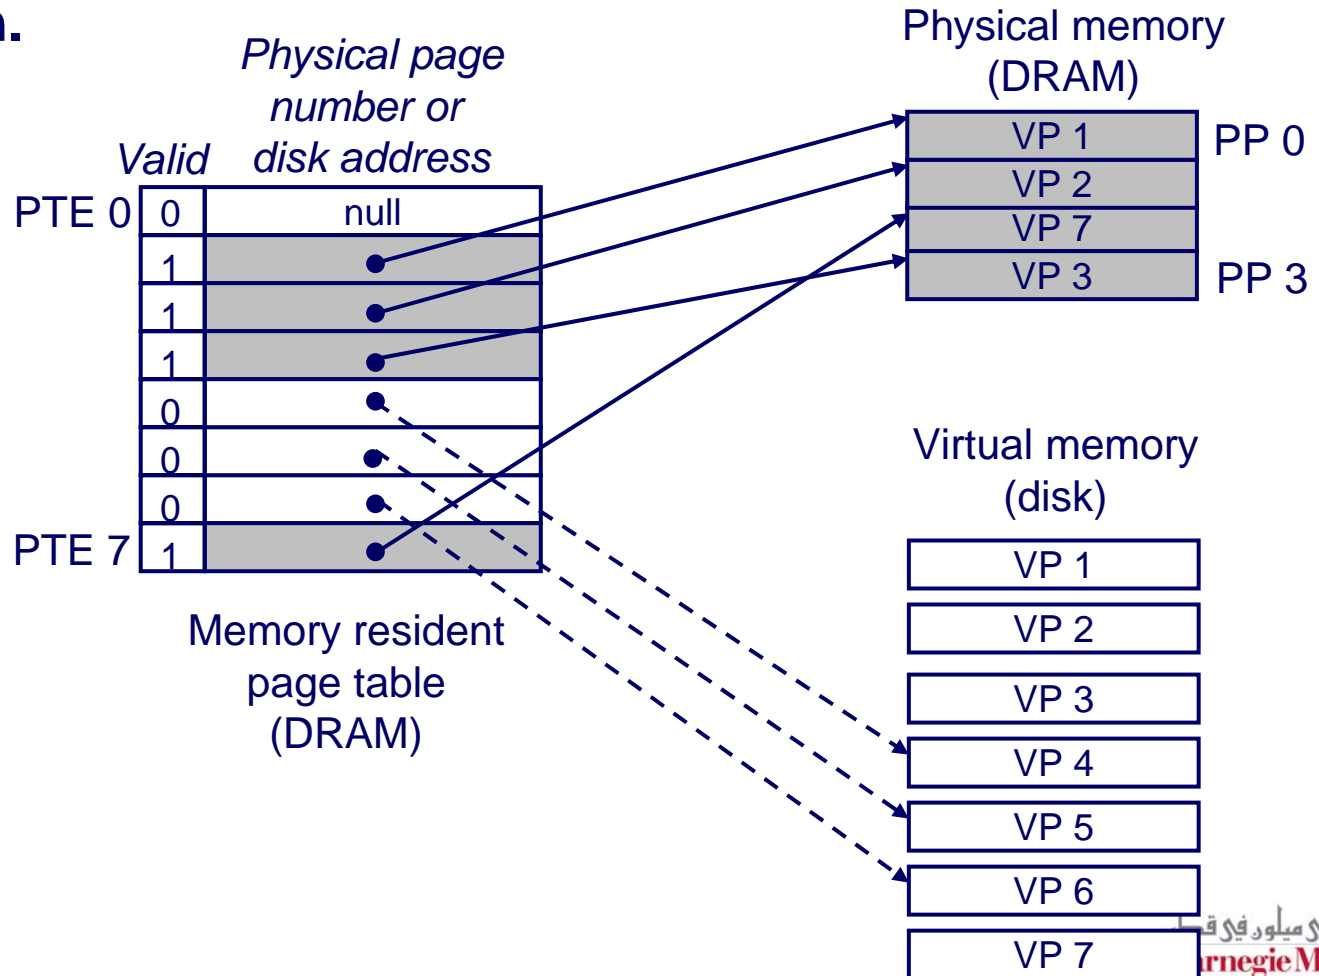 Physical page
number or
disk address
Valid
PTE 0
0
null
1
1
1
0
0
0
PTE 7
1
Memory resident
page table
(DRAM)
Physical memory
(DRAM)
VP 1
PP 0
VP 2
VP 7
VP 3
PP 3
Virtual memory
(disk)
VP 1
VP 2
VP 3
VP 4
VP 5
VP 6
VP 7
ميلون في